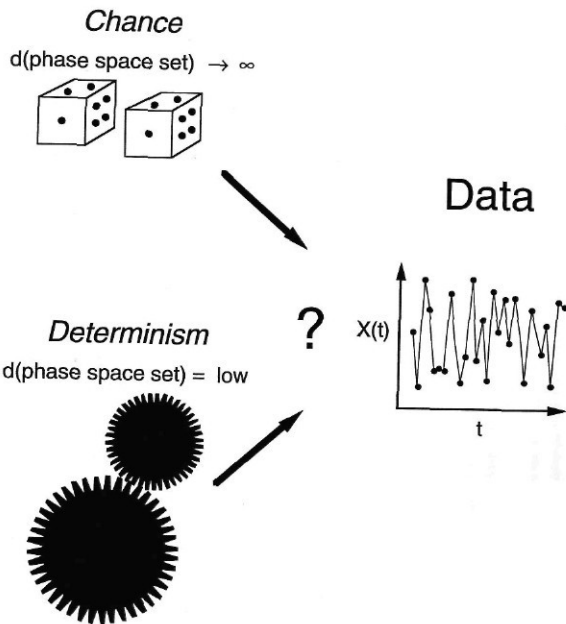 Chance
d(phase space set) → ∞
Data
?
X(t)
t
Determinism
d(phase space set) = low